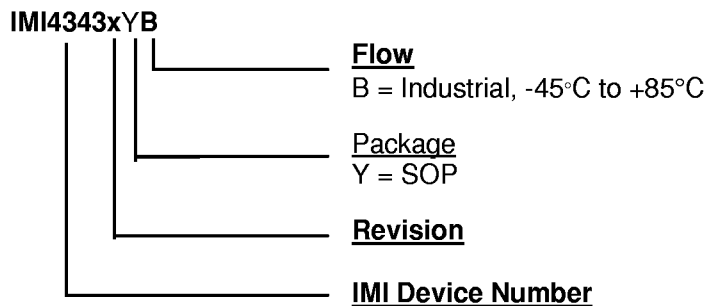 IMI4343xYB
Flow
B = Industrial, -45°C to +85°C
Package
Y = SOP
Revision
IMI Device Number